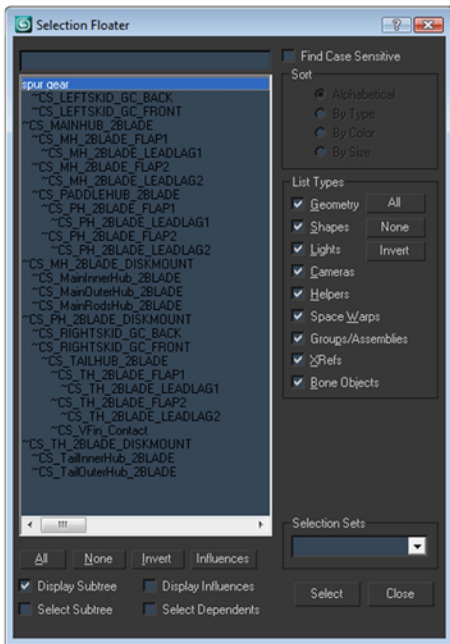 Selection Floater
Find Case Sensitive
Sort
Alphabetical
By Type
By Color
By Size
spur gear
~CS_LEFTSKID_GC_BACK
~CS_LEFTSKID_GC_FRONT
~CS_MAINHUB_2BLADE
~CS_MH_2BLADE_FLAP1
~CS_MH_2BLADE_LEADLAG1
~CS_MH_2BLADE_FLAP2
~CS_MH_2BLADE_LEADLAG2
~CS_PADDLEHUB_2BLADE
~CS_PH_2BLADE_FLAP1
~CS_PH_2BLADE_LEADLAG1
~CS_PH_2BLADE_FLAP2
~CS_PH_2BLADE_LEADLAG2
~CS_MH_2BLADE_DISKMOUNT
~CS_MainInnerHub_2BLADE
~CS_MainOuterHub_2BLADE
~CS_MainRodsHub_2BLADE
~CS_PH_2BLADE_DISKMOUNT
~CS_RIGHTSKID_GC_BACK
~CS_RIGHTSKID_GC_FRONT
~CS_TAILHUB_2BLADE
~CS_TH_2BLADE_FLAP1
~CS_TH_2BLADE_LEADLAG1
~CS_TH_2BLADE_FLAP2
~CS_TH_2BLADE_LEADLAG2
~CS_VFin_Contact
~CS_TH_2BLADE_DISKMOUNT
~CS_TailInnerHub_2BLADE
~CS_TailOuterHub_2BLADE
List Types
Geometry All
Shapes None
Lights Invert
Cameras
Helpers
Space Warps
Groups/Assemblies
XRefs
Bone Objects
Selection Sets
All None Invert Influences
Display Subtree Display Influences
Select Subtree Select Dependents
Select Close